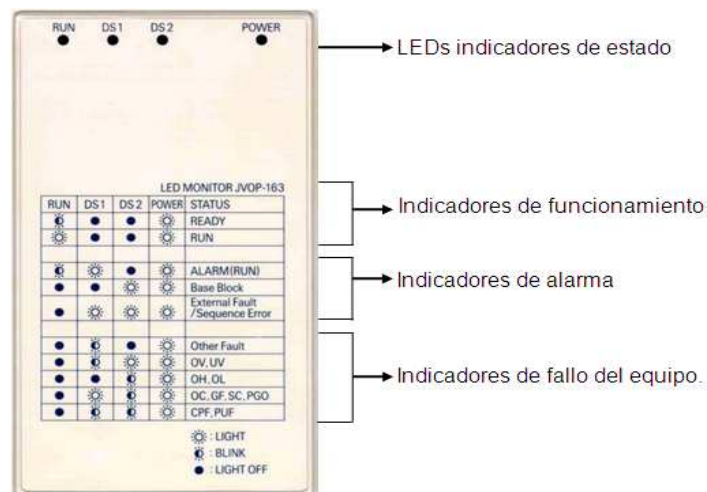 RUN DS1 DS2 POWER
LEDs indicadores de estado
LED MONITOR JVOP-163
RUN DS1 DS2 POWER STATUS
READY
RUN
Indicadores de funcionamiento
ALARM(RUN)
Base Block
External Fault
/Sequence Error
Indicadores de alarma
Other Fault
OV, UV
OH, OL
OC, GF, SC, PGO
CPF, PUF
Indicadores de fallo del equipo.
: LIGHT
: BLINK
: LIGHT OFF